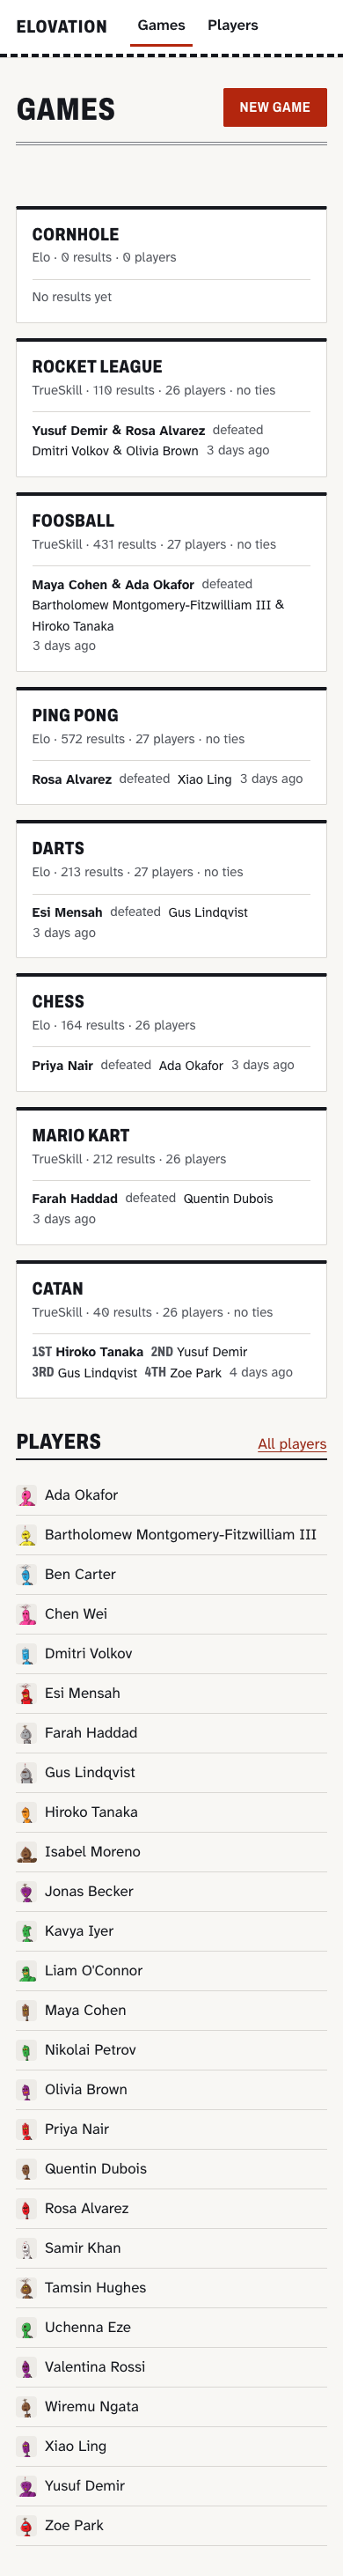 ELOVATION Games Players
GAMES NEW GAME
CORNHOLE
Elo · 0 results · 0 players
No results yet
ROCKET LEAGUE
TrueSkill · 110 results · 26 players · no ties
Yusuf Demir & Rosa Alvarez defeated
Dmitri Volkov & Olivia Brown 3 days ago
FOOSBALL
TrueSkill · 431 results · 27 players · no ties
Maya Cohen & Ada Okafor defeated
Bartholomew Montgomery-Fitzwilliam III &
Hiroko Tanaka
3 days ago
PING PONG
Elo · 572 results · 27 players · no ties
Rosa Alvarez defeated Xiao Ling 3 days ago
DARTS
Elo · 213 results · 27 players · no ties
Esi Mensah defeated Gus Lindqvist
3 days ago
CHESS
Elo · 164 results · 26 players
Priya Nair defeated Ada Okafor 3 days ago
MARIO KART
TrueSkill · 212 results · 26 players
Farah Haddad defeated Quentin Dubois
3 days ago
CATAN
TrueSkill · 40 results · 26 players · no ties
1ST Hiroko Tanaka 2ND Yusuf Demir
3RD Gus Lindqvist 4TH Zoe Park 4 days ago
PLAYERS All players
Ada Okafor
Bartholomew Montgomery-Fitzwilliam III
Ben Carter
Chen Wei
Dmitri Volkov
Esi Mensah
Farah Haddad
Gus Lindqvist
Hiroko Tanaka
Isabel Moreno
Jonas Becker
Kavya Iyer
Liam O'Connor
Maya Cohen
Nikolai Petrov
Olivia Brown
Priya Nair
Quentin Dubois
Rosa Alvarez
Samir Khan
Tamsin Hughes
Uchenna Eze
Valentina Rossi
Wiremu Ngata
Xiao Ling
Yusuf Demir
Zoe Park